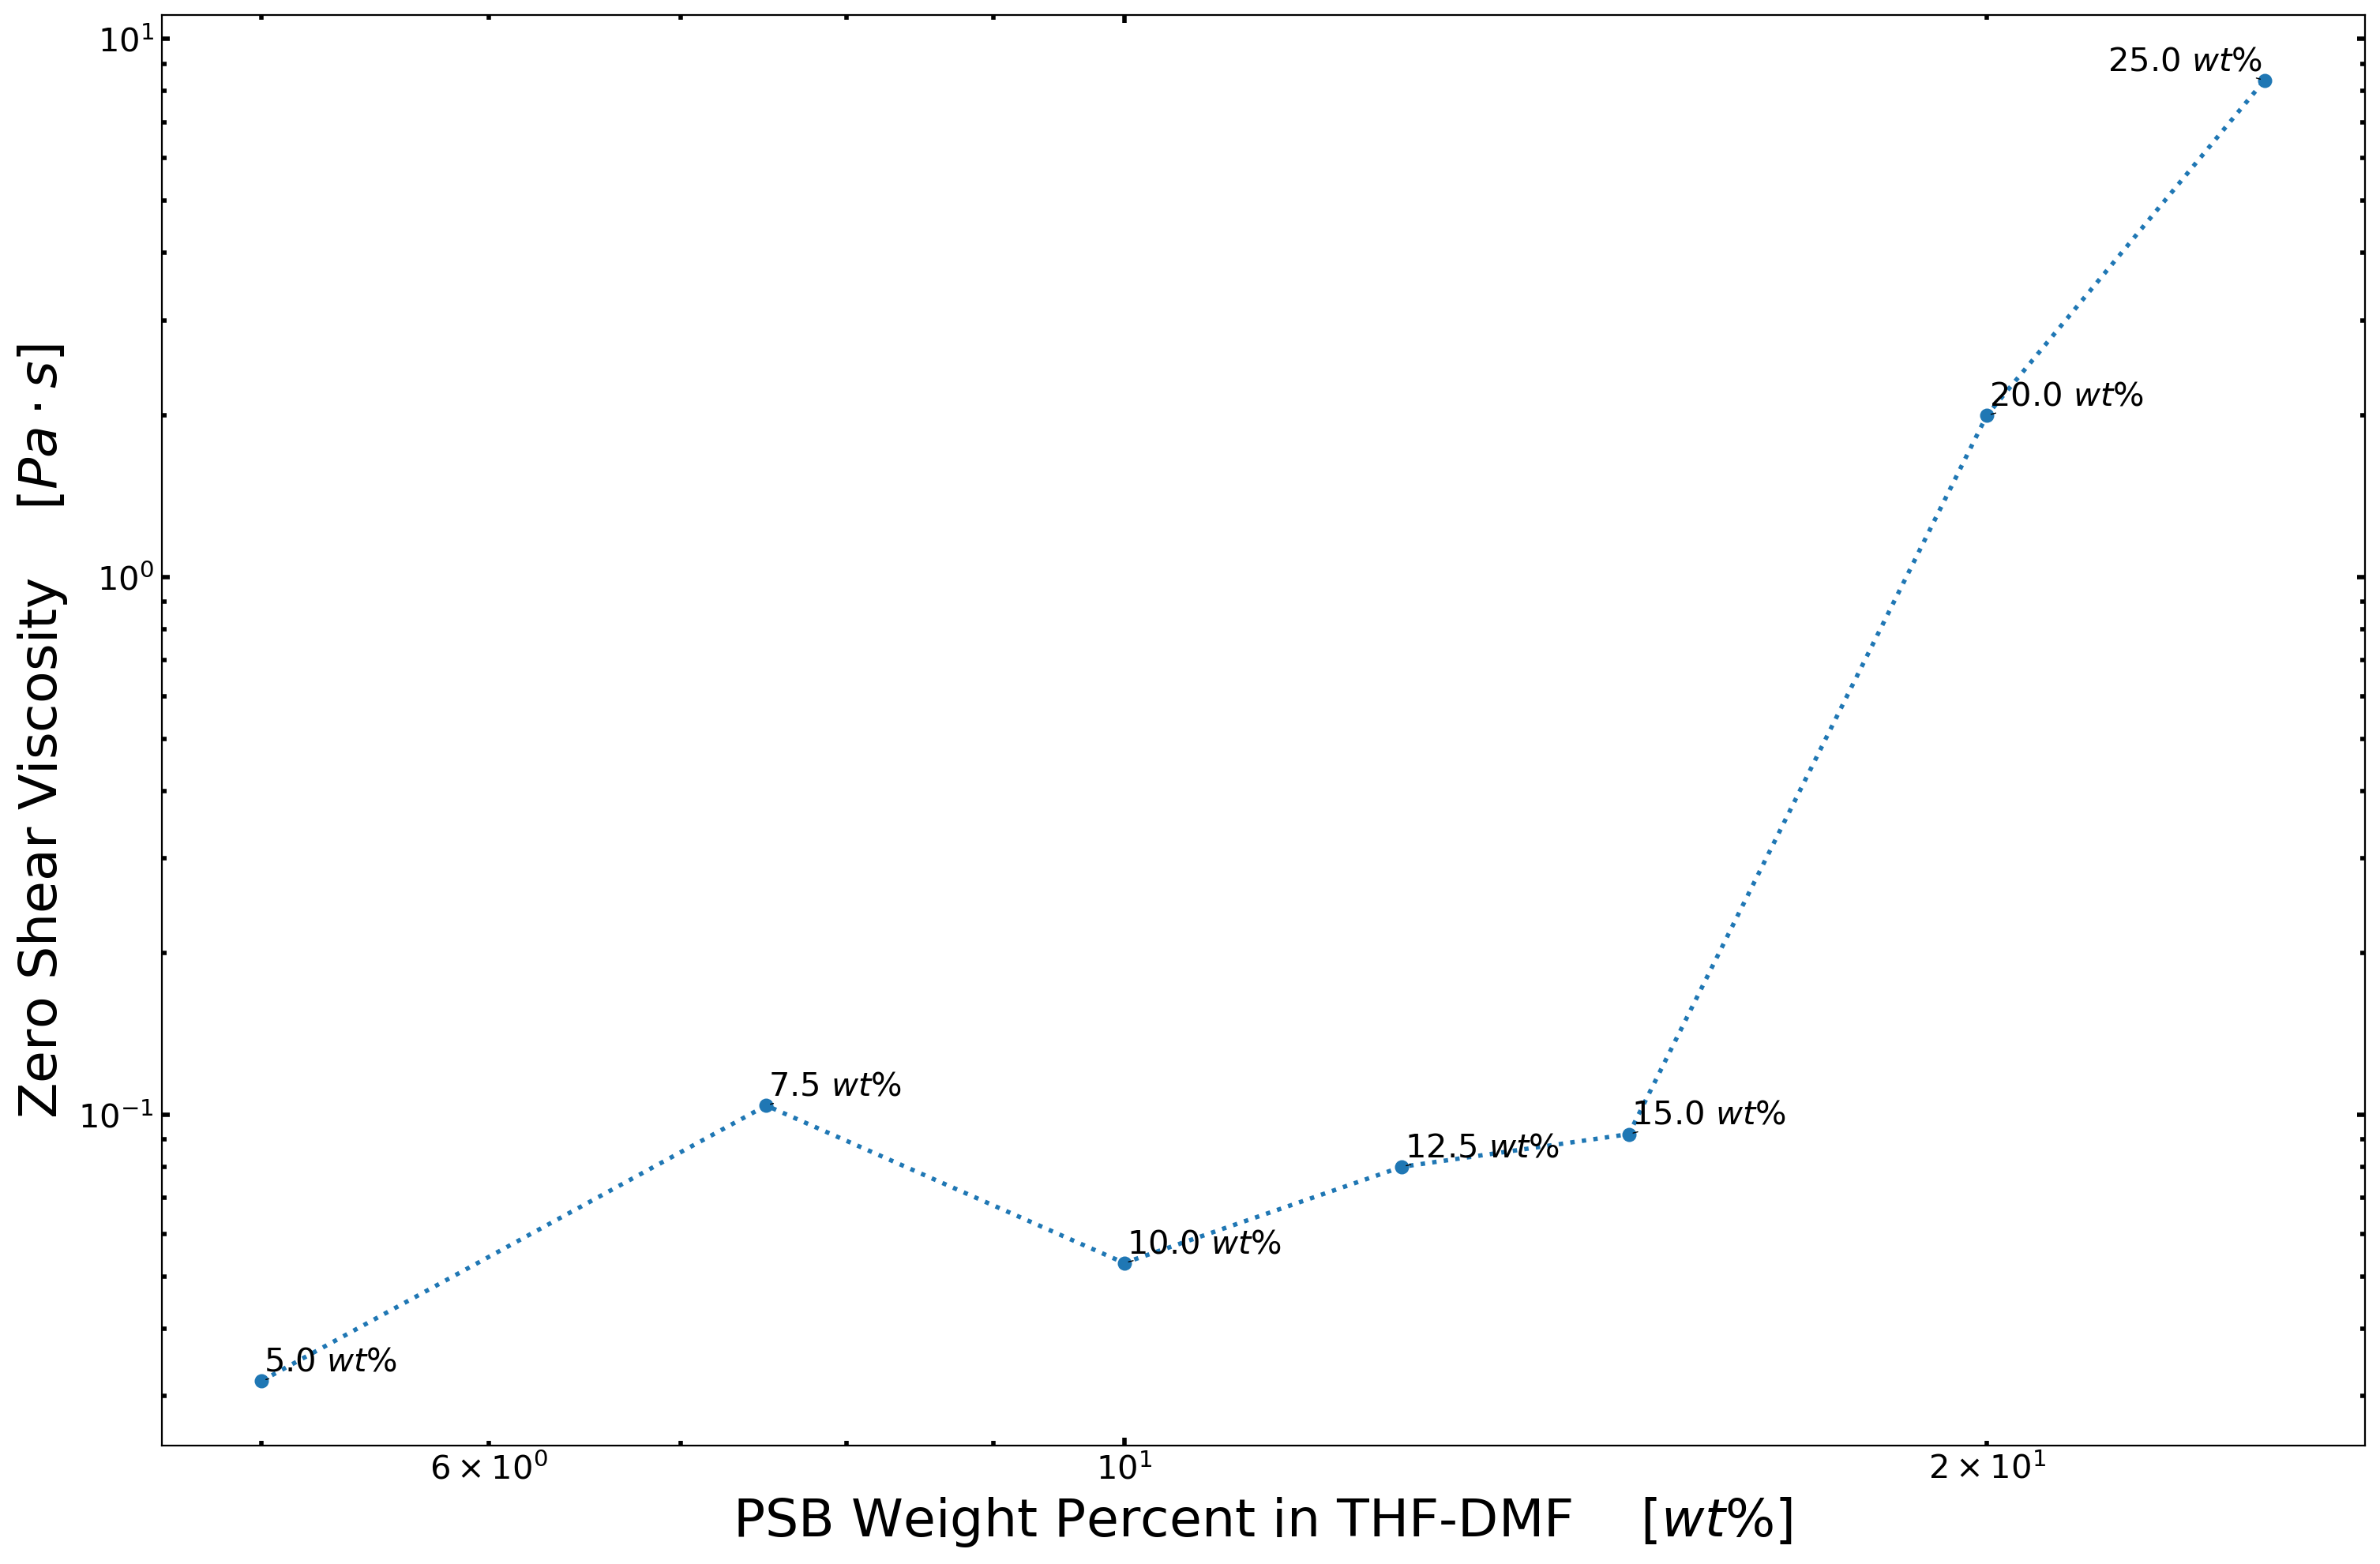 10¹
25.0 wt%
20.0 wt%
10⁰
Zero Shear Viscosity [Pa · s]
7.5 wt%
10⁻¹
15.0 wt%
12.5 wt%
10.0 wt%
5.0 wt%
6 × 10⁰
10¹
2 × 10¹
PSB Weight Percent in THF-DMF [wt%]